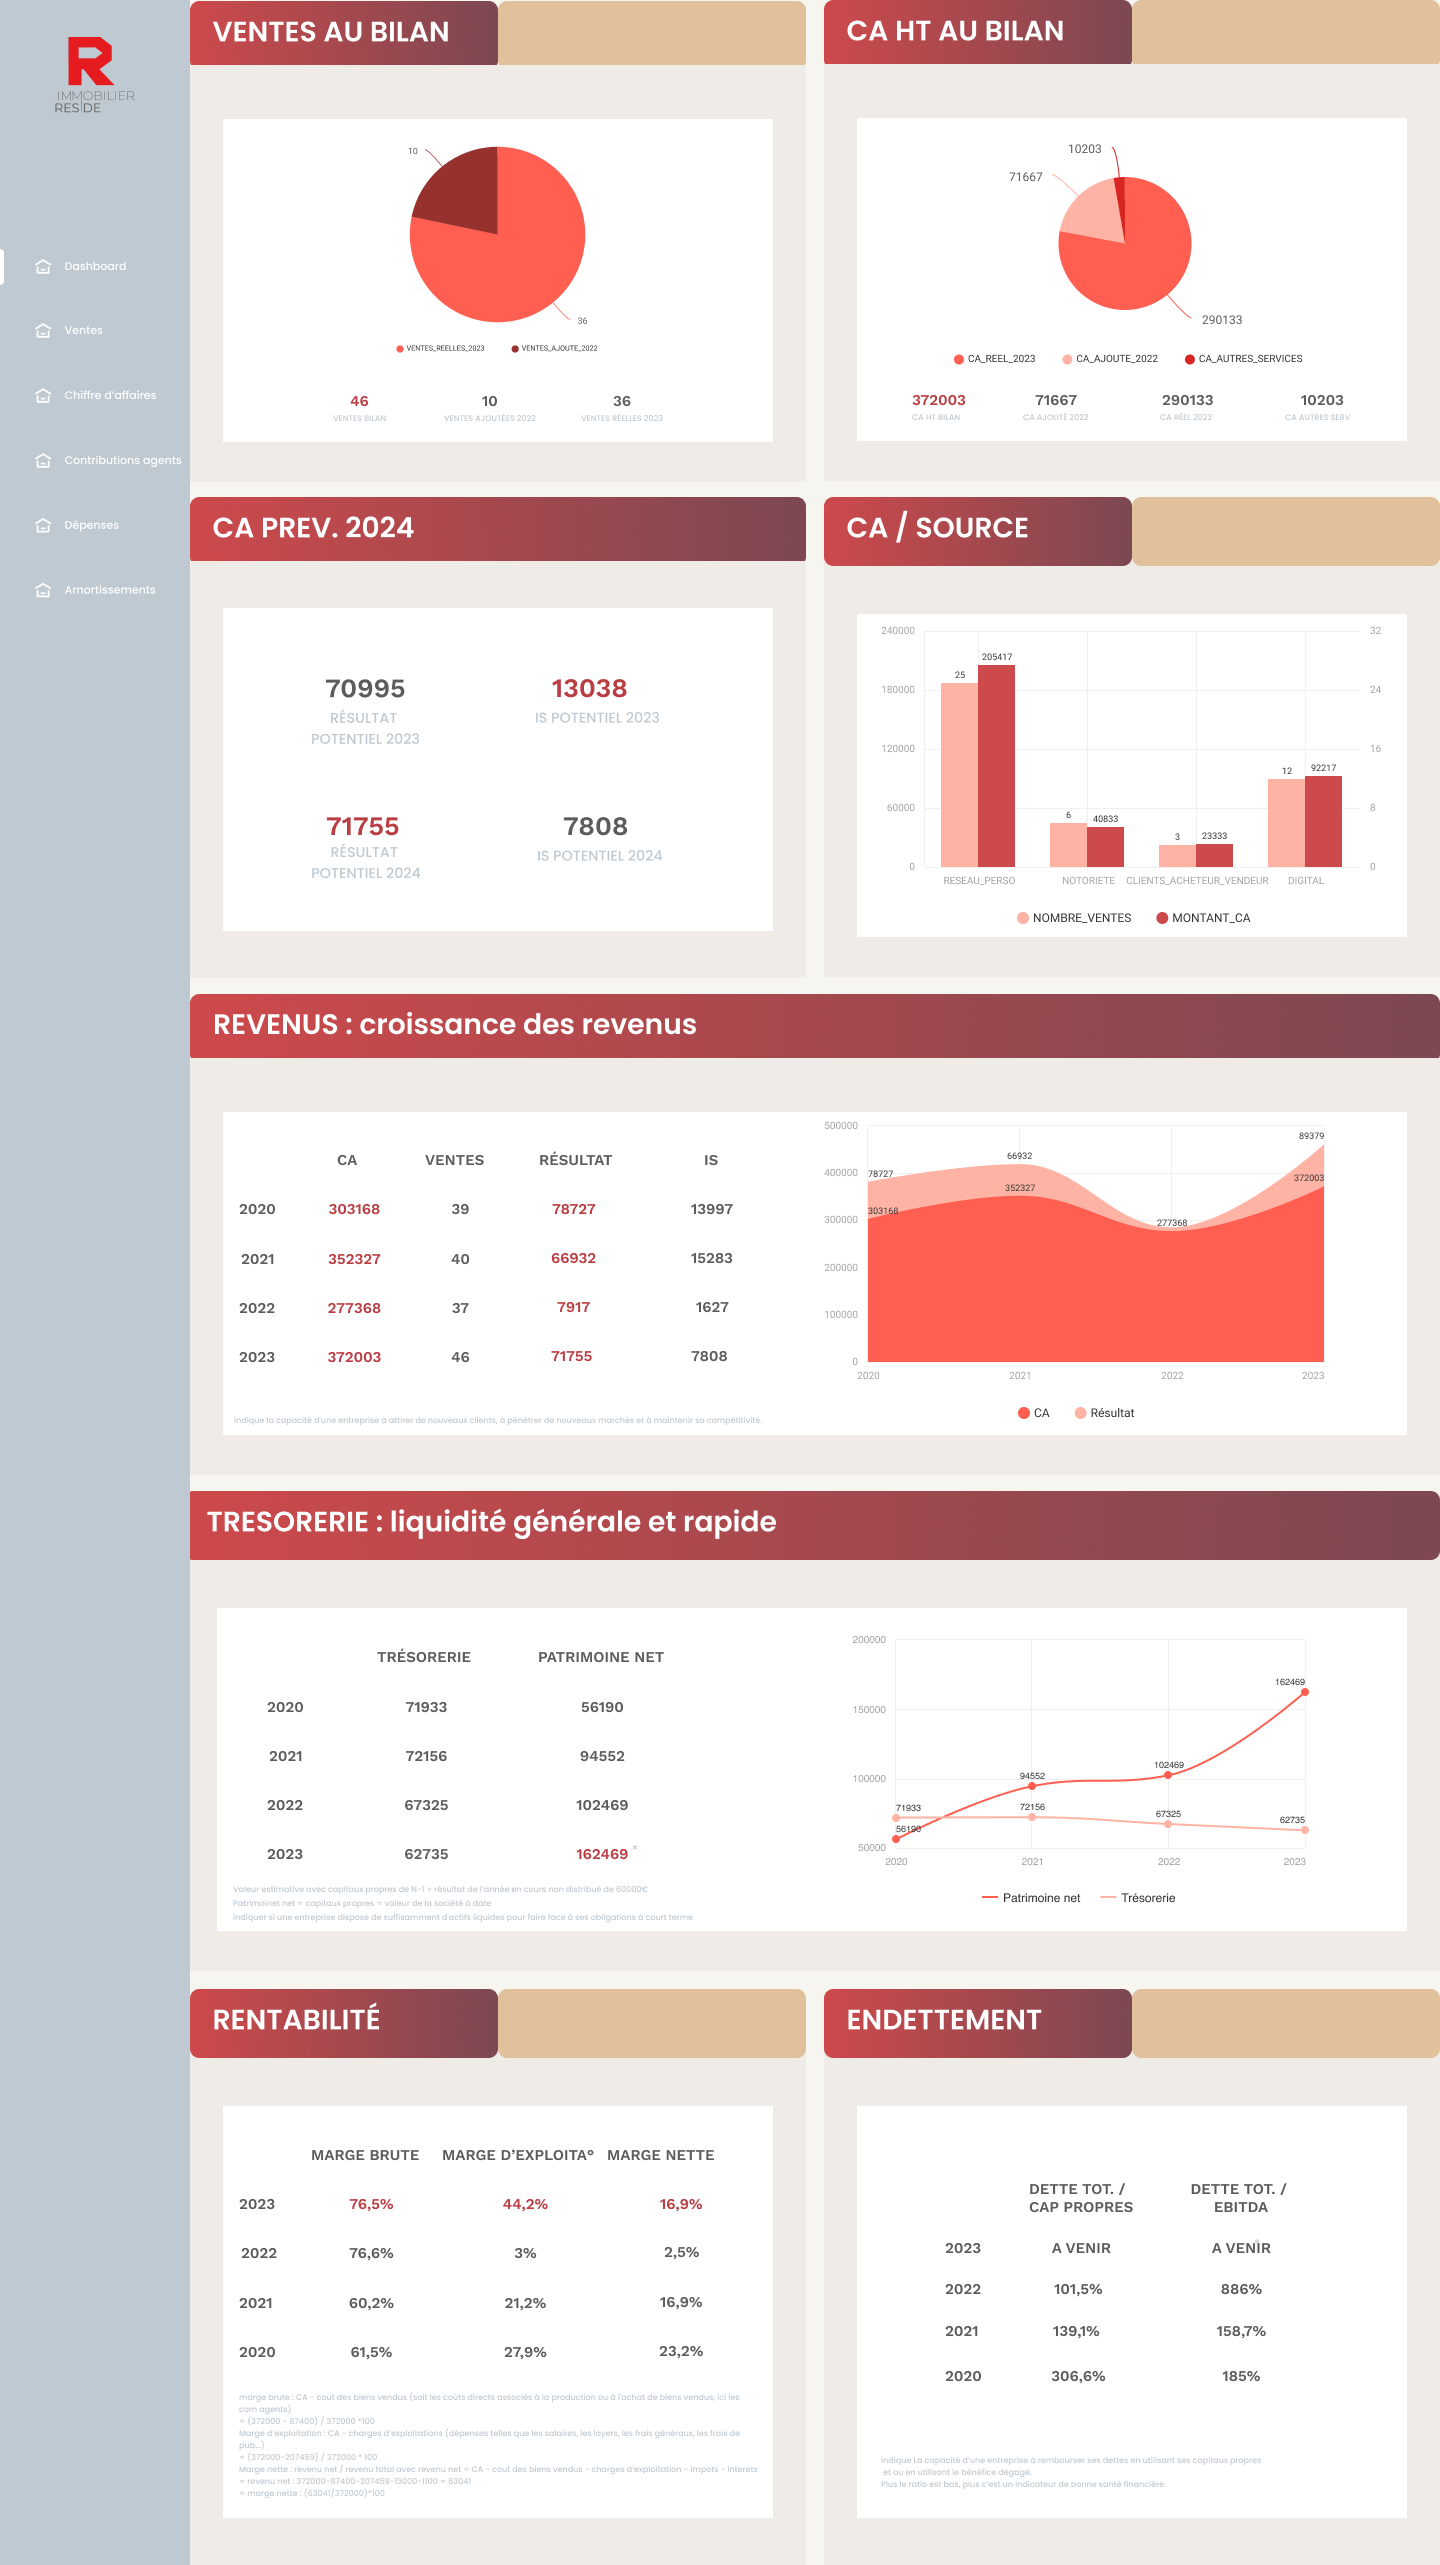 IMMOBILIER
RESIDE
Dashboard
Ventes
Chiffre d'affaires
Contributions agents
Dépenses
Amortissements
VENTES AU BILAN
10
36
VENTES_REELLES_2023
VENTES_AJOUTE_2022
46
10
36
VENTES BILAN
VENTES AJOUTÉES 2022
VENTES RÉELLES 2023
CA HT AU BILAN
10203
71667
290133
CA_REEL_2023
CA_AJOUTE_2022
CA_AUTRES_SERVICES
372003
71667
290133
10203
CA HT BILAN
CA AJOUTÉ 2022
CA RÉEL 2023
CA AUTRES SERV
CA PREV. 2024
70995
RÉSULTAT
POTENTIEL 2023
13038
IS POTENTIEL 2023
71755
RÉSULTAT
POTENTIEL 2024
7808
IS POTENTIEL 2024
CA / SOURCE
240000
180000
120000
60000
0
32
24
16
8
0
25
205417
6
40833
3
23333
12
92217
RESEAU_PERSO
NOTORIETE
CLIENTS_ACHETEUR_VENDEUR
DIGITAL
NOMBRE_VENTES
MONTANT_CA
REVENUS : croissance des revenus
CA VENTES RÉSULTAT IS
2020 303168 39 78727 13997
2021 352327 40 66932 15283
2022 277368 37 7917 1627
2023 372003 46 71755 7808
indique la capacité d'une entreprise à attirer de nouveaux clients, à pénétrer de nouveaux marchés et à maintenir sa compétitivité.
500000
400000
300000
200000
100000
0
78727
303168
66932
352327
277368
89379
372003
2020
2021
2022
2023
CA
Résultat
TRESORERIE : liquidité générale et rapide
TRÉSORERIE PATRIMOINE NET
2020 71933 56190
2021 72156 94552
2022 67325 102469
2023 62735 162469 *
Valeur estimative avec capitaux propres de N-1 + résultat de l'année en cours non distribué de 60000€
Patrimoinet net = capitaux propres = valeur de la société à date
indiquer si une entreprise dispose de suffisamment d'actifs liquides pour faire face à ses obligations à court terme
200000
150000
100000
50000
71933
56190
94552
72156
102469
67325
162469
62735
2020
2021
2022
2023
Patrimoine net
Trésorerie
RENTABILITÉ
MARGE BRUTE MARGE D'EXPLOITA° MARGE NETTE
2023 76,5% 44,2% 16,9%
2022 76,6% 3% 2,5%
2021 60,2% 21,2% 16,9%
2020 61,5% 27,9% 23,2%
marge brute : CA - cout des biens vendus (soit les coûts directs associés à la production ou à l'achat de biens vendus, ici les
com agents)
= (372000 - 87400) / 372000 *100
Marge d'exploitation : CA - charges d'exploitations (dépenses telles que les salaires, les loyers, les frais généraux, les frais de
pub...)
= (372000-207459) / 372000 * 100
Marge nette : revenu net / revenu total avec revenu net = CA - cout des biens vendus - charges d'exploitation - impots - interets
= revenu net : 372000-87400-207459-13000-1100 = 63041
= marge nette : (63041/372000)*100
ENDETTEMENT
DETTE TOT. /
CAP PROPRES
DETTE TOT. /
EBITDA
2023 A VENIR A VENIR
2022 101,5% 886%
2021 139,1% 158,7%
2020 306,6% 185%
Indique La capacité d'une entreprise à rembourser ses dettes en utilisant ses capitaux propres
et ou en utilisant le bénéfice dégagé.
Plus le ratio est bas, plus c'est un indicateur de bonne santé financière.